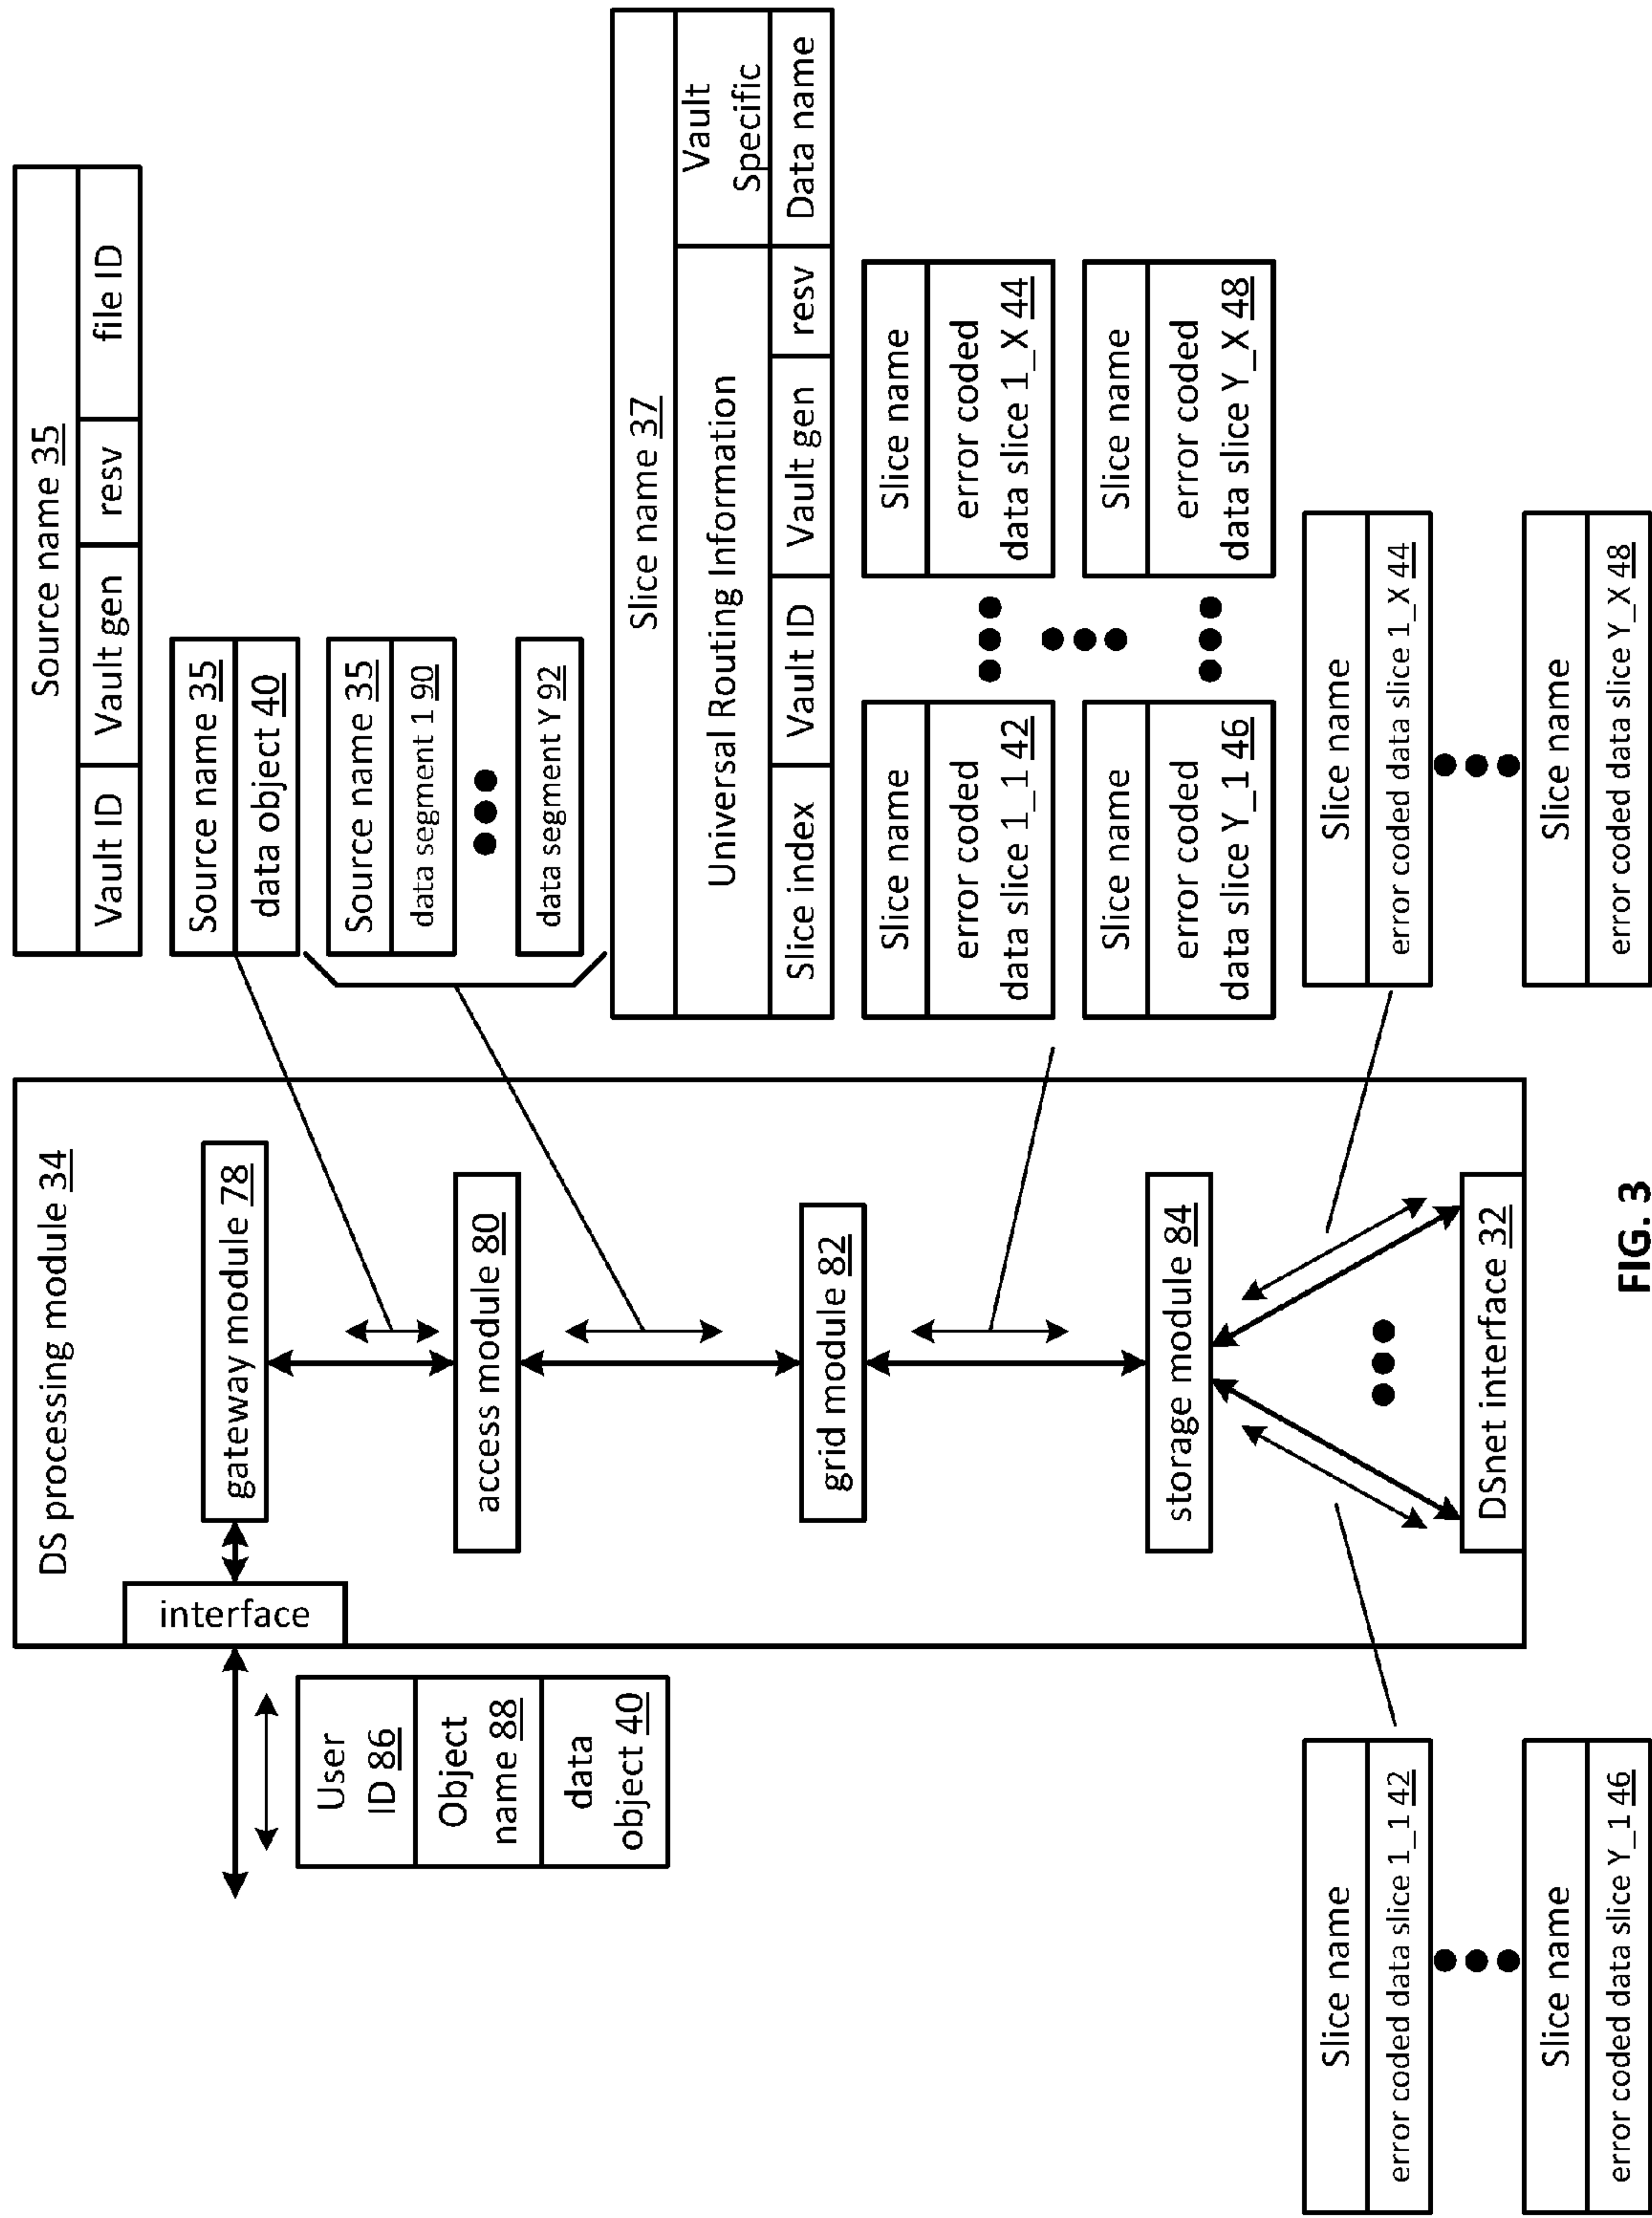 DS processing module 34
interface
gateway module 78
access module 80
grid module 82
storage module 84
DSnet interface 32
User
ID 86
Object
name 88
data
object 40
Source name 35
Vault ID
Vault gen
resv
file ID
Source name 35
data object 40
Source name 35
data segment 1 90
data segment Y 92
Slice name 37
Universal Routing Information
Vault
Specific
Slice index
Vault ID
Vault gen
resv
Data name
Slice name
error coded
data slice 1_1 42
Slice name
error coded
data slice 1_X 44
Slice name
error coded
data slice Y_1 46
Slice name
error coded
data slice Y_X 48
Slice name
error coded data slice 1_1 42
Slice name
error coded data slice Y_1 46
Slice name
error coded data slice 1_X 44
Slice name
error coded data slice Y_X 48
FIG. 3